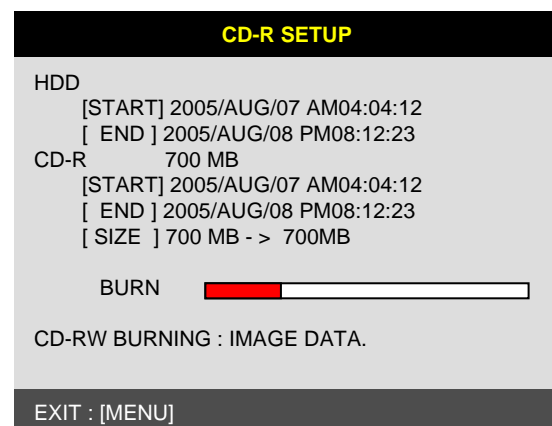 CD-R SETUP
HDD
[START] 2005/AUG/07 AM04:04:12
[ END ] 2005/AUG/08 PM08:12:23
CD-R 700 MB
[START] 2005/AUG/07 AM04:04:12
[ END ] 2005/AUG/08 PM08:12:23
[ SIZE ] 700 MB - > 700MB
BURN
CD-RW BURNING : IMAGE DATA.
EXIT : [MENU]